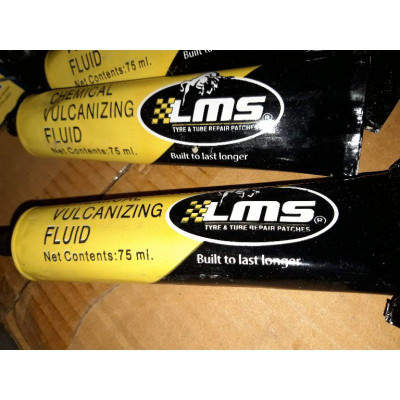 FLUID
Net Contents:75 ml.
CHEMICAL
VULCANIZING
FLUID
Net Contents:75 ml.
LMS®
TYRE & TUBE REPAIR PATCHES
Built to last longer
VULCANIZING
FLUID
Net Contents:75 ml.
LMS®
TYRE & TUBE REPAIR PATCHES
Built to last longer